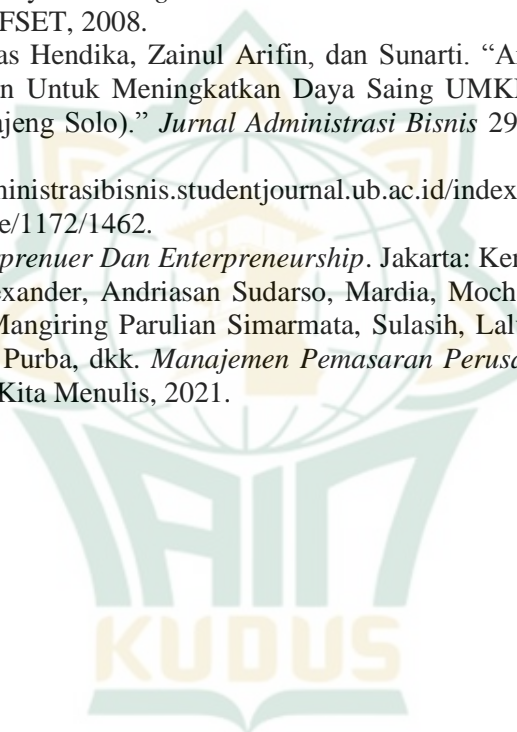 FSET, 2008.
as Hendika, Zainul Arifin, dan Sunarti. “A
n Untuk Meningkatkan Daya Saing UMK
ajeng Solo).” Jurnal Administrasi Bisnis 29
ministrasibisnis.studentjournal.ub.ac.id/index
e/1172/1462.
prenuer Dan Enterpreneurship. Jakarta: Ker
exander, Andriasan Sudarso, Mardia, Moch
Mangiring Parulian Simarmata, Sulasih, Lal
Purba, dkk. Manajemen Pemasaran Perusa
Kita Menulis, 2021.
IAIN
KUDUS